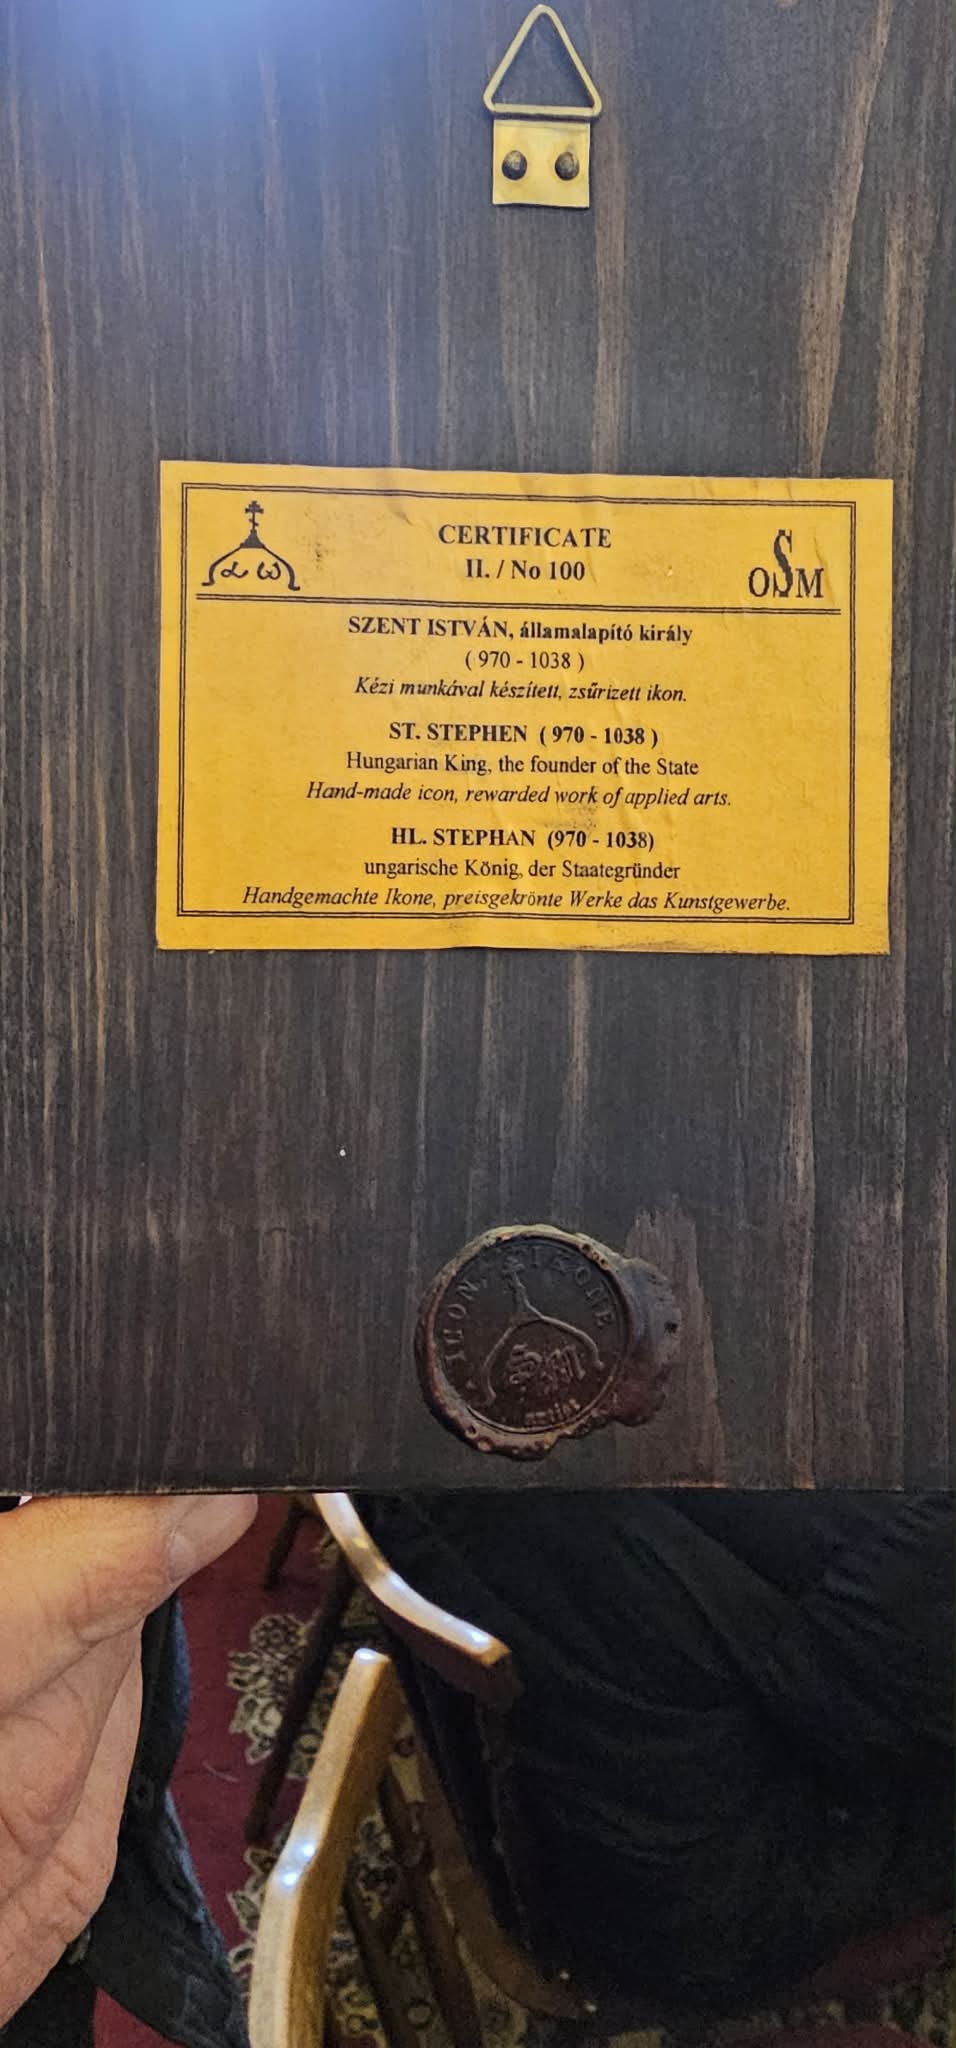 CERTIFICATE
II. / No 100
α ω
OSM
SZENT ISTVÁN, államalapító király
( 970 - 1038 )
Kézi munkával készített, zsűrizett ikon.
ST. STEPHEN ( 970 - 1038 )
Hungarian King, the founder of the State
Hand-made icon, rewarded work of applied arts.
HL. STEPHAN (970 - 1038)
ungarische König, der Staategründer
Handgemachte Ikone, preisgekrönte Werke das Kunstgewerbe.
ICON, IKONE
SM
artist